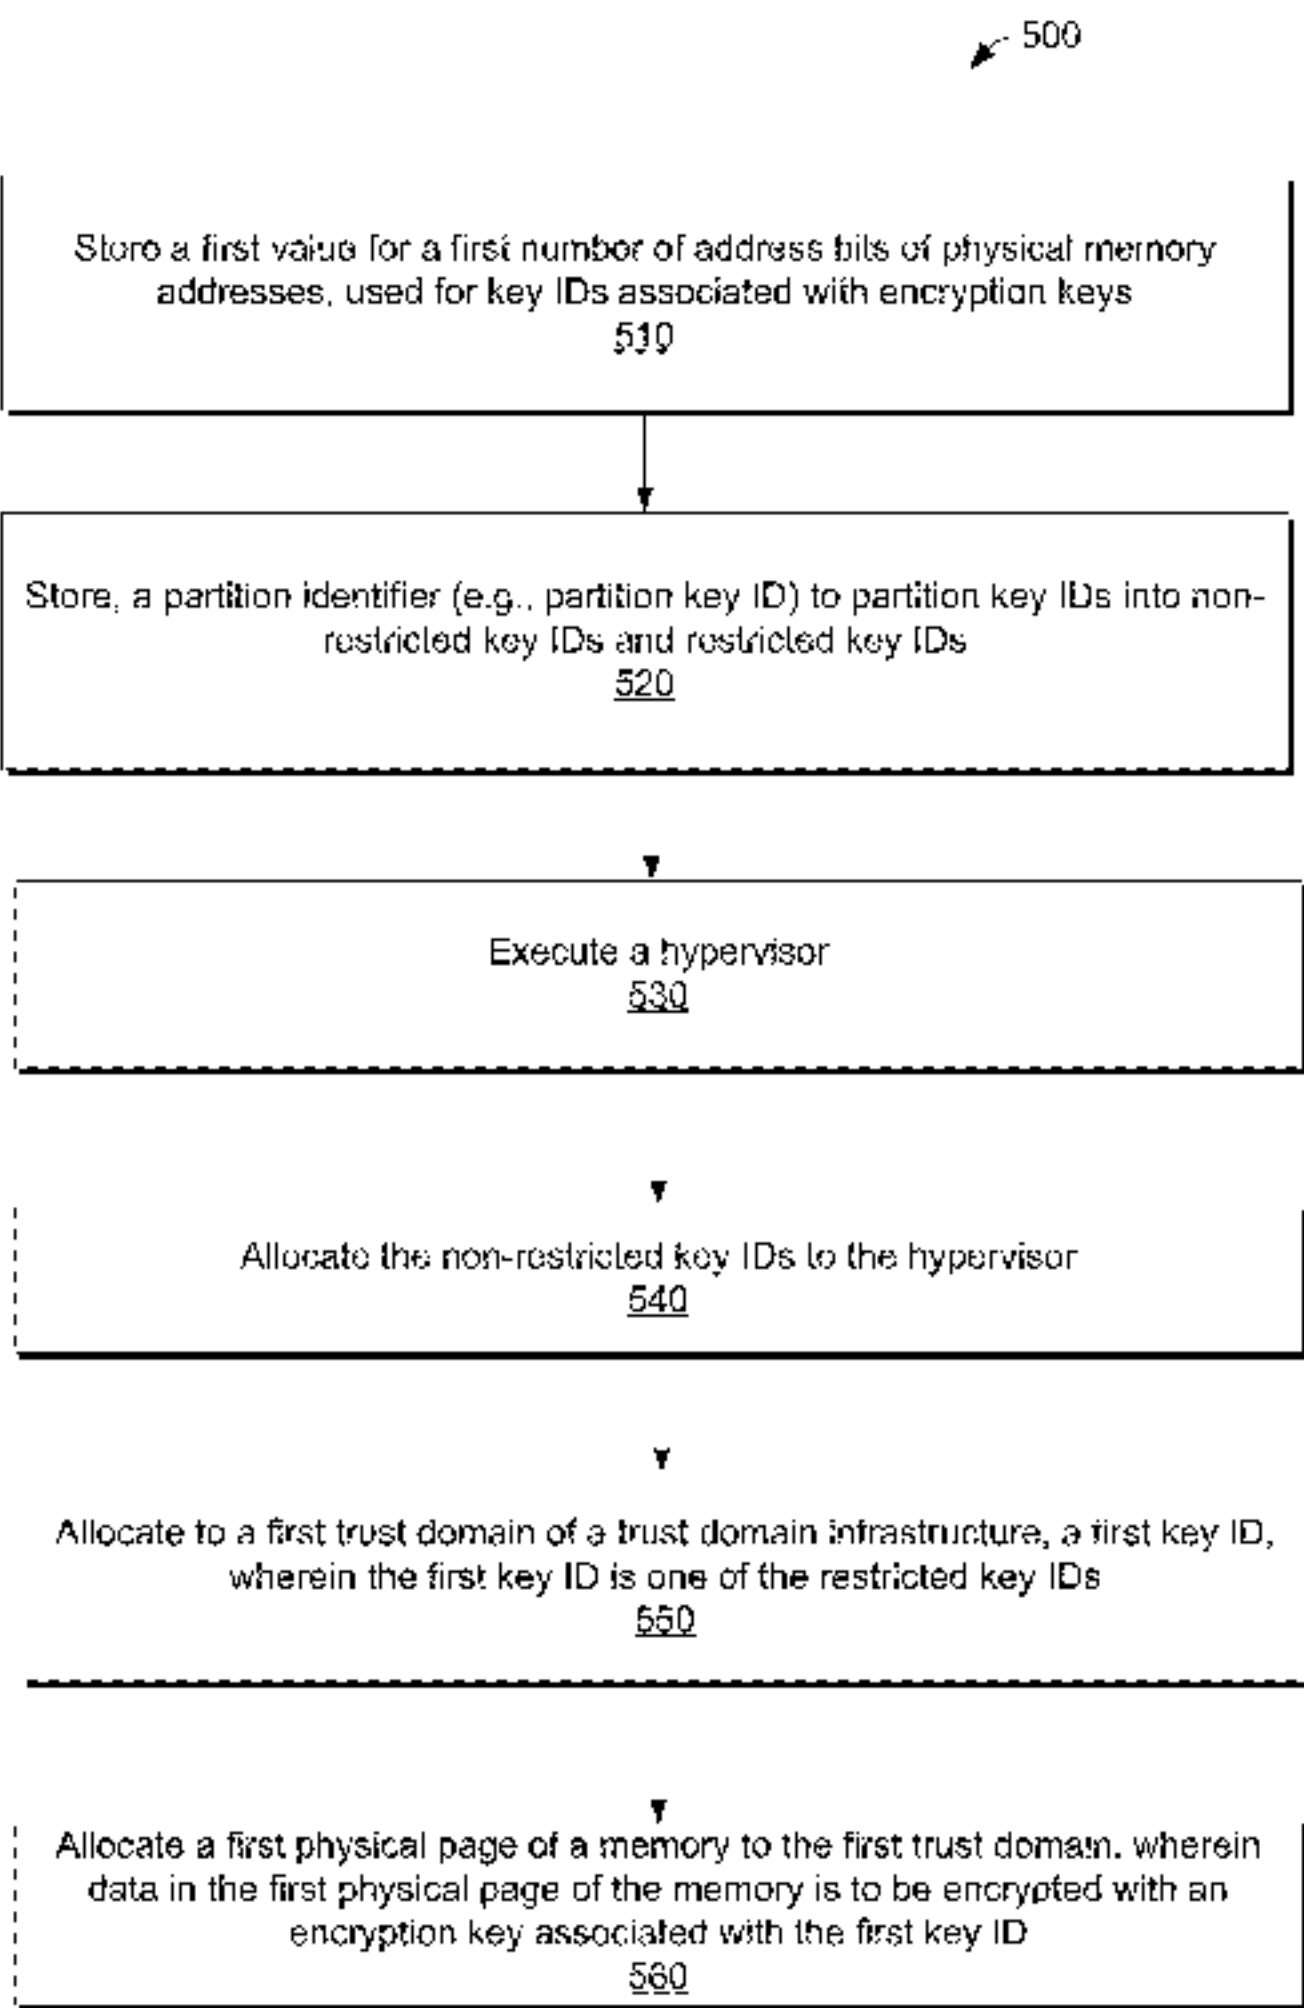 500
Store a first value for a first number of address bits of physical memory
addresses, used for key IDs associated with encryption keys
510
Store, a partition identifier (e.g., partition key ID) to partition key IDs into non-
restricted key IDs and restricted key IDs
520
Execute a hypervisor
530
Allocate the non-restricted key IDs to the hypervisor
540
Allocate to a first trust domain of a trust domain infrastructure, a first key ID,
wherein the first key ID is one of the restricted key IDs
550
Allocate a first physical page of a memory to the first trust domain, wherein
data in the first physical page of the memory is to be encrypted with an
encryption key associated with the first key ID
560